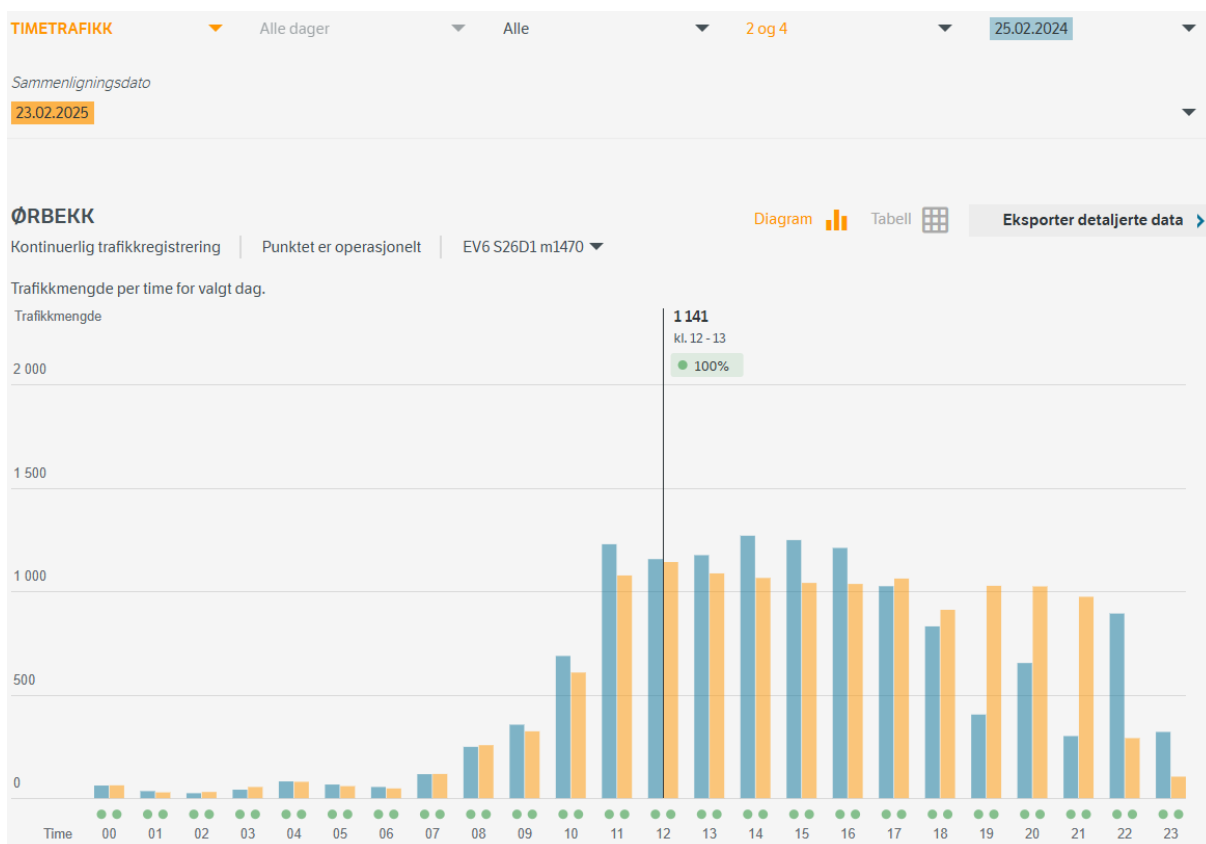 TIMETRAFIKK Alle dager Alle 2 og 4 25.02.2024
Sammenligningsdato
23.02.2025
ØRBEKK
Diagram Tabell Eksporter detaljerte data
Kontinuerlig trafikkregistrering Punktet er operasjonelt EV6 S26D1 m1470
Trafikkmengde per time for valgt dag.
Trafikkmengde
1 141
kl. 12 - 13
100%
2 000
1 500
1 000
500
0
Time 00 01 02 03 04 05 06 07 08 09 10 11 12 13 14 15 16 17 18 19 20 21 22 23